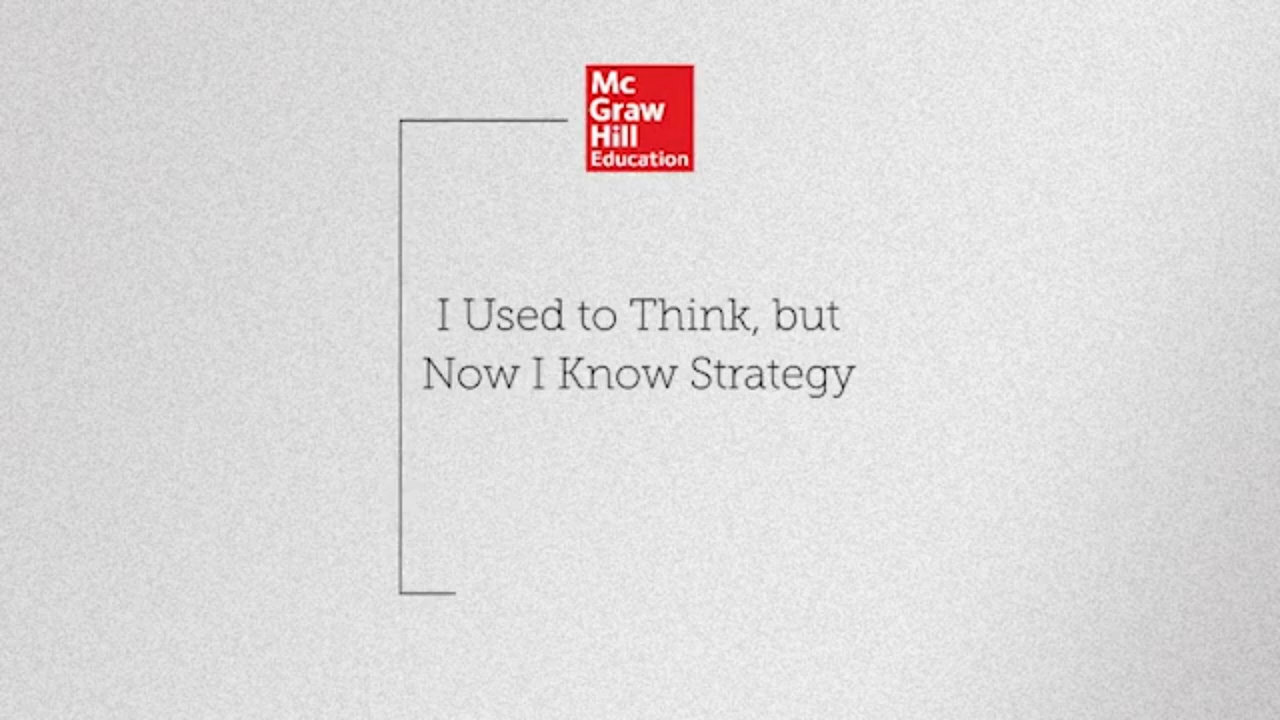 Mc
Graw
Hill
Education
I Used to Think, but
Now I Know Strategy